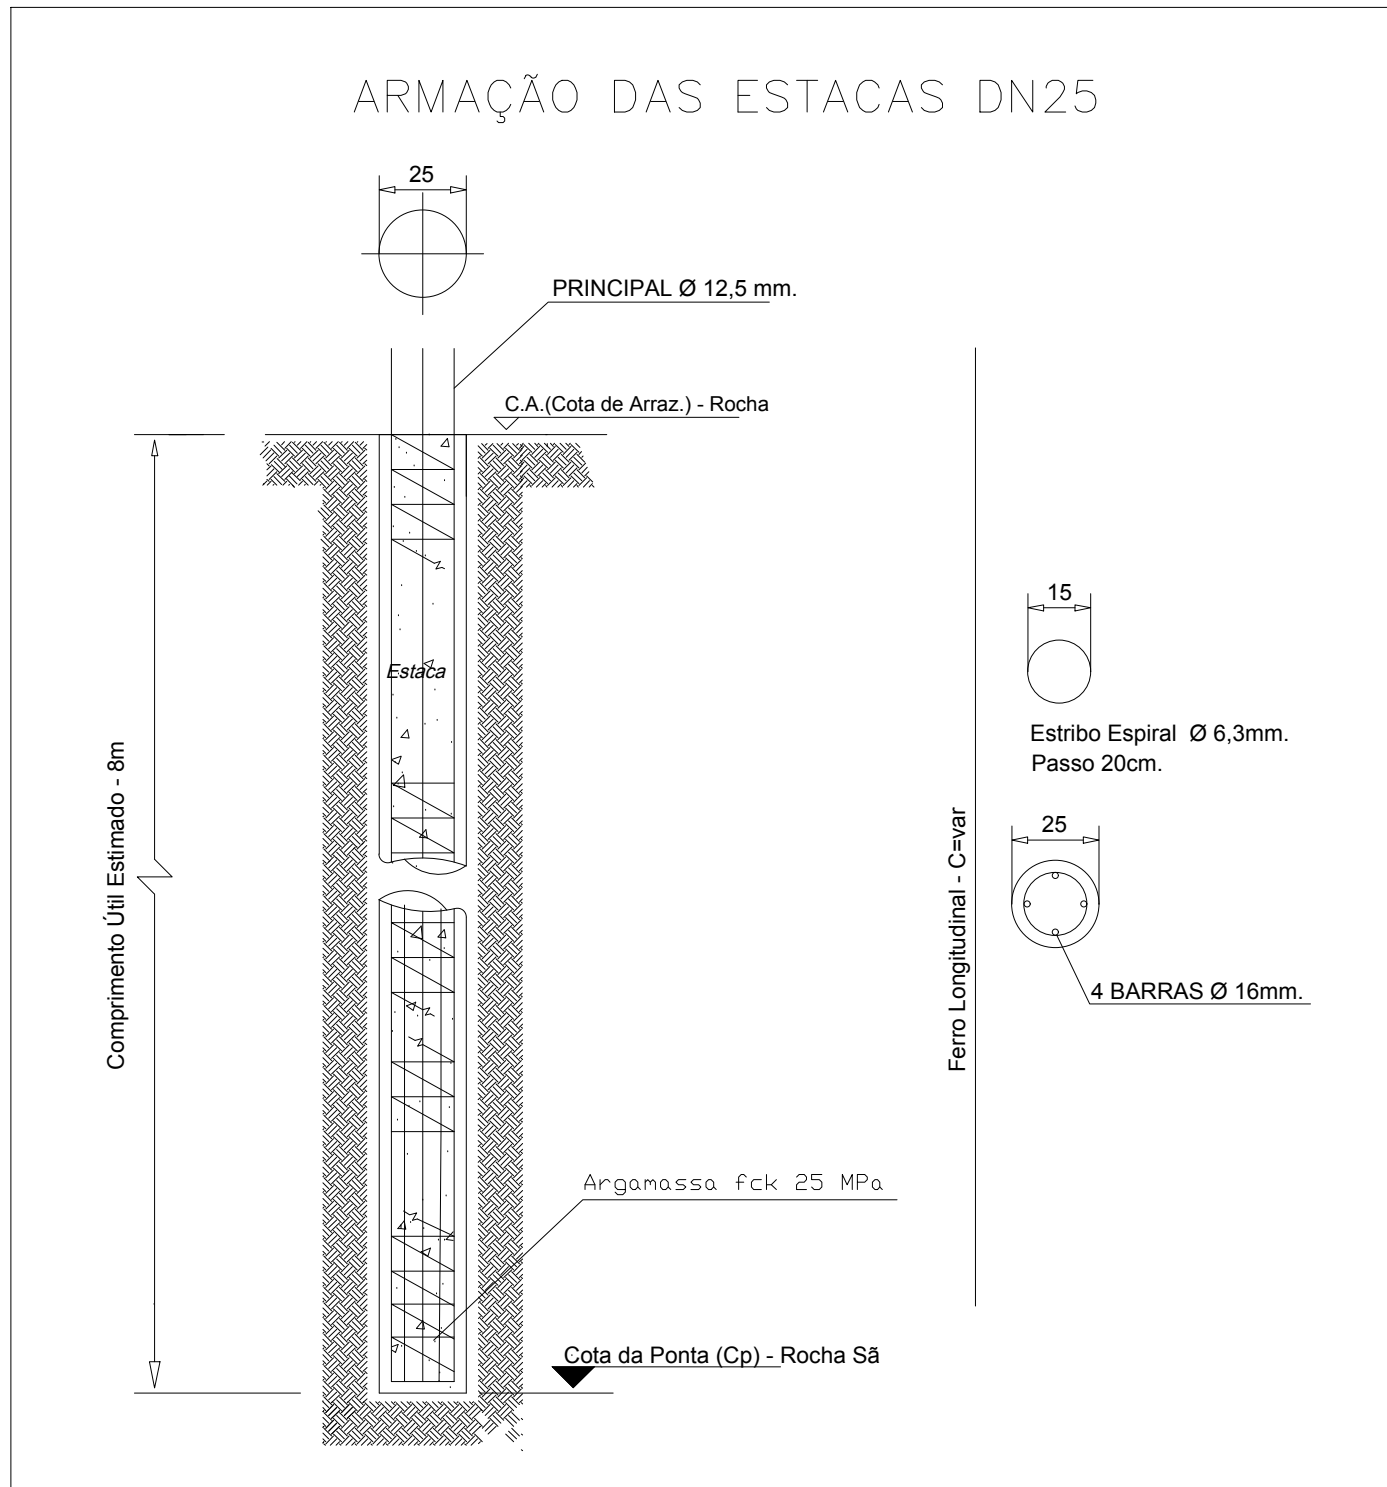 ARMAÇÃO DAS ESTACAS DN25
25
PRINCIPAL Ø 12,5 mm.
C.A.(Cota de Arraz.) - Rocha
15
Estaca
Estribo Espiral Ø 6,3mm.
Passo 20cm.
Comprimento Útil Estimado - 8m
Ferro Longitudinal - C=var
25
4 BARRAS Ø 16mm.
Argamassa fck 25 MPa
Cota da Ponta (Cp) - Rocha Sã